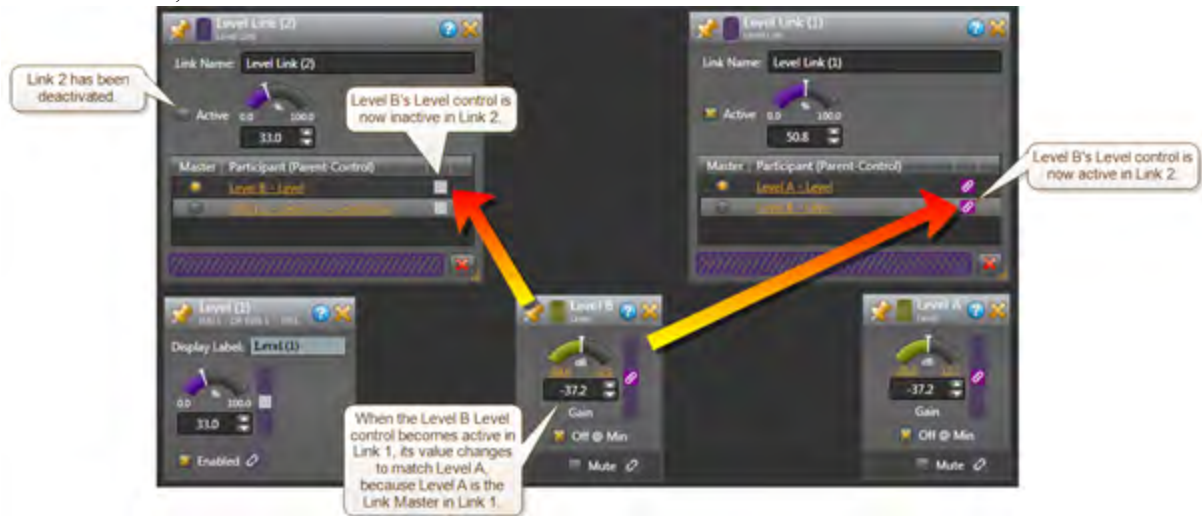 Level Link (2)
Level Link
Link Name: Level Link (2)
Active
0.0 % 100.0
33.0
Master Participant (Parent-Control)
Level B - Level
Link 2 has been
deactivated.
Level B's Level control is
now inactive in Link 2.
Level Link (1)
Level Link
Link Name: Level Link (1)
Active
0.0 % 100.0
50.8
Master Participant (Parent-Control)
Level A - Level
Level B - Level
Level B's Level control is
now active in Link 2.
Level (1)
Display Label: Level (1)
0.0 % 100.0
33.0
Enabled
Level B
Level
dB
-37.2
Gain
Off @ Min
Mute
When the Level B Level
control becomes active in
Link 1, its value changes
to match Level A,
because Level A is the
Link Master in Link 1.
Level A
Level
dB
-37.2
Gain
Off @ Min
Mute